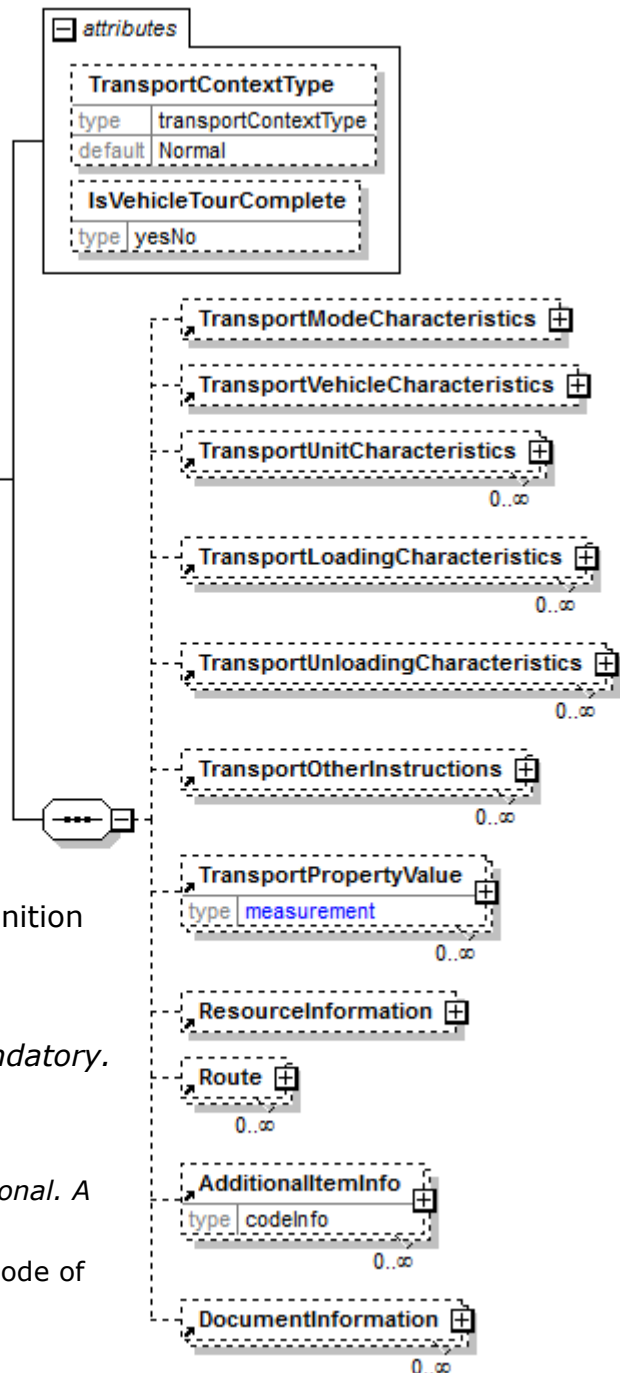 attributes
TransportContextType
type transportContextType
default Normal
IsVehicleTourComplete
type yesNo
TransportModeCharacteristics
TransportVehicleCharacteristics
TransportUnitCharacteristics
0..∞
TransportLoadingCharacteristics
0..∞
TransportUnloadingCharacteristics
0..∞
TransportOtherInstructions
0..∞
TransportPropertyValue
type measurement
0..∞
nition
ResourceInformation
ndatory.
Route
0..∞
AdditionalItemInfo
type codeInfo
0..∞
onal. A
ode of
DocumentInformation
0..∞